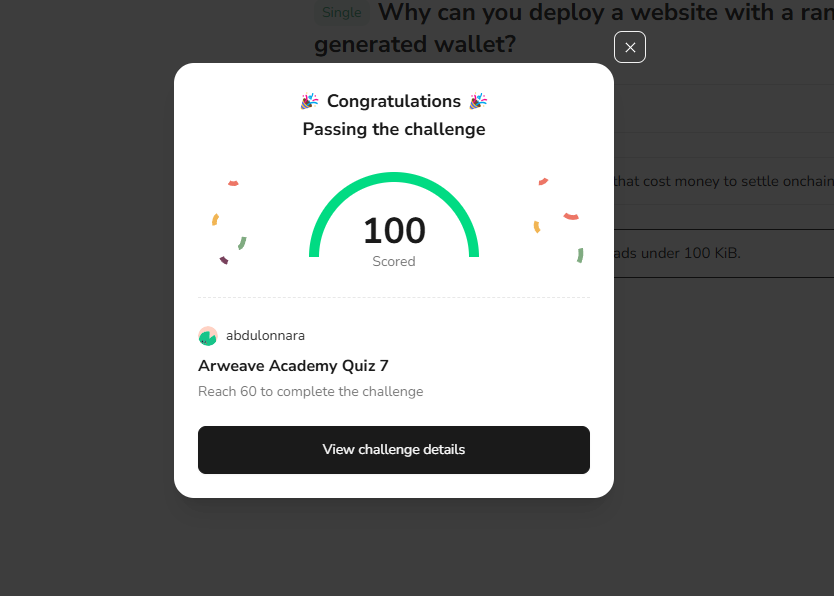 Single Why can you deploy a website with a ran
generated wallet?
Congratulations
Passing the challenge
that cost money to settle onchain
100
Scored
ads under 100 KiB.
abdulonnara
Arweave Academy Quiz 7
Reach 60 to complete the challenge
View challenge details